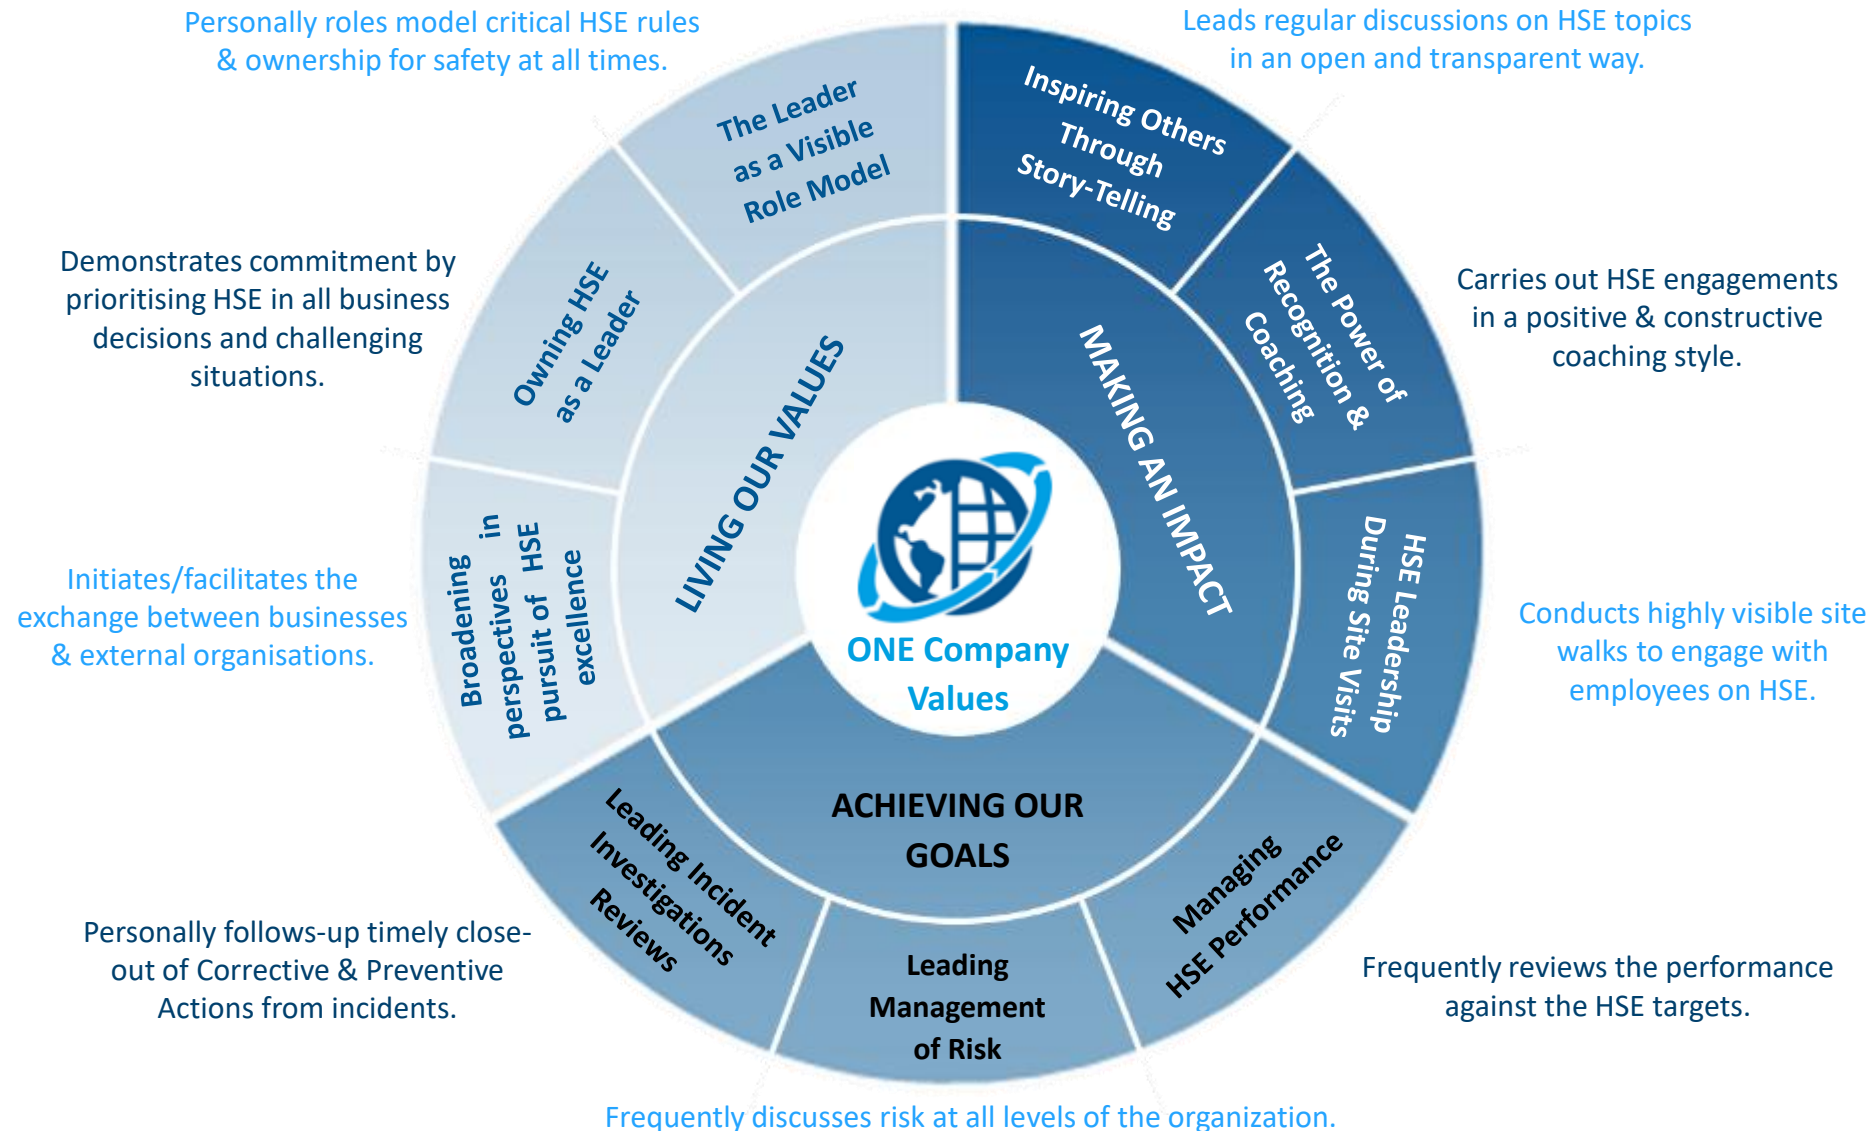 Personally roles model critical HSE rules
& ownership for safety at all times.
Leads regular discussions on HSE topics
in an open and transparent way.
The Leader
as a Visible
Role Model
Inspiring Others
Through
Story-Telling
Demonstrates commitment by
prioritising HSE in all business
decisions and challenging
situations.
Owning HSE
as a Leader
The Power of
Recognition &
Coaching
Carries out HSE engagements
in a positive & constructive
coaching style.
LIVING OUR VALUES
MAKING AN IMPACT
Initiates/facilitates the
exchange between businesses
& external organisations.
Broadening
perspectives in
pursuit of HSE
excellence
ONE Company
Values
HSE Leadership
During Site Visits
Conducts highly visible site
walks to engage with
employees on HSE.
ACHIEVING OUR
GOALS
Leading Incident
Investigations
Reviews
Leading
Management
of Risk
Managing
HSE Performance
Personally follows-up timely close-
out of Corrective & Preventive
Actions from incidents.
Frequently reviews the performance
against the HSE targets.
Frequently discusses risk at all levels of the organization.